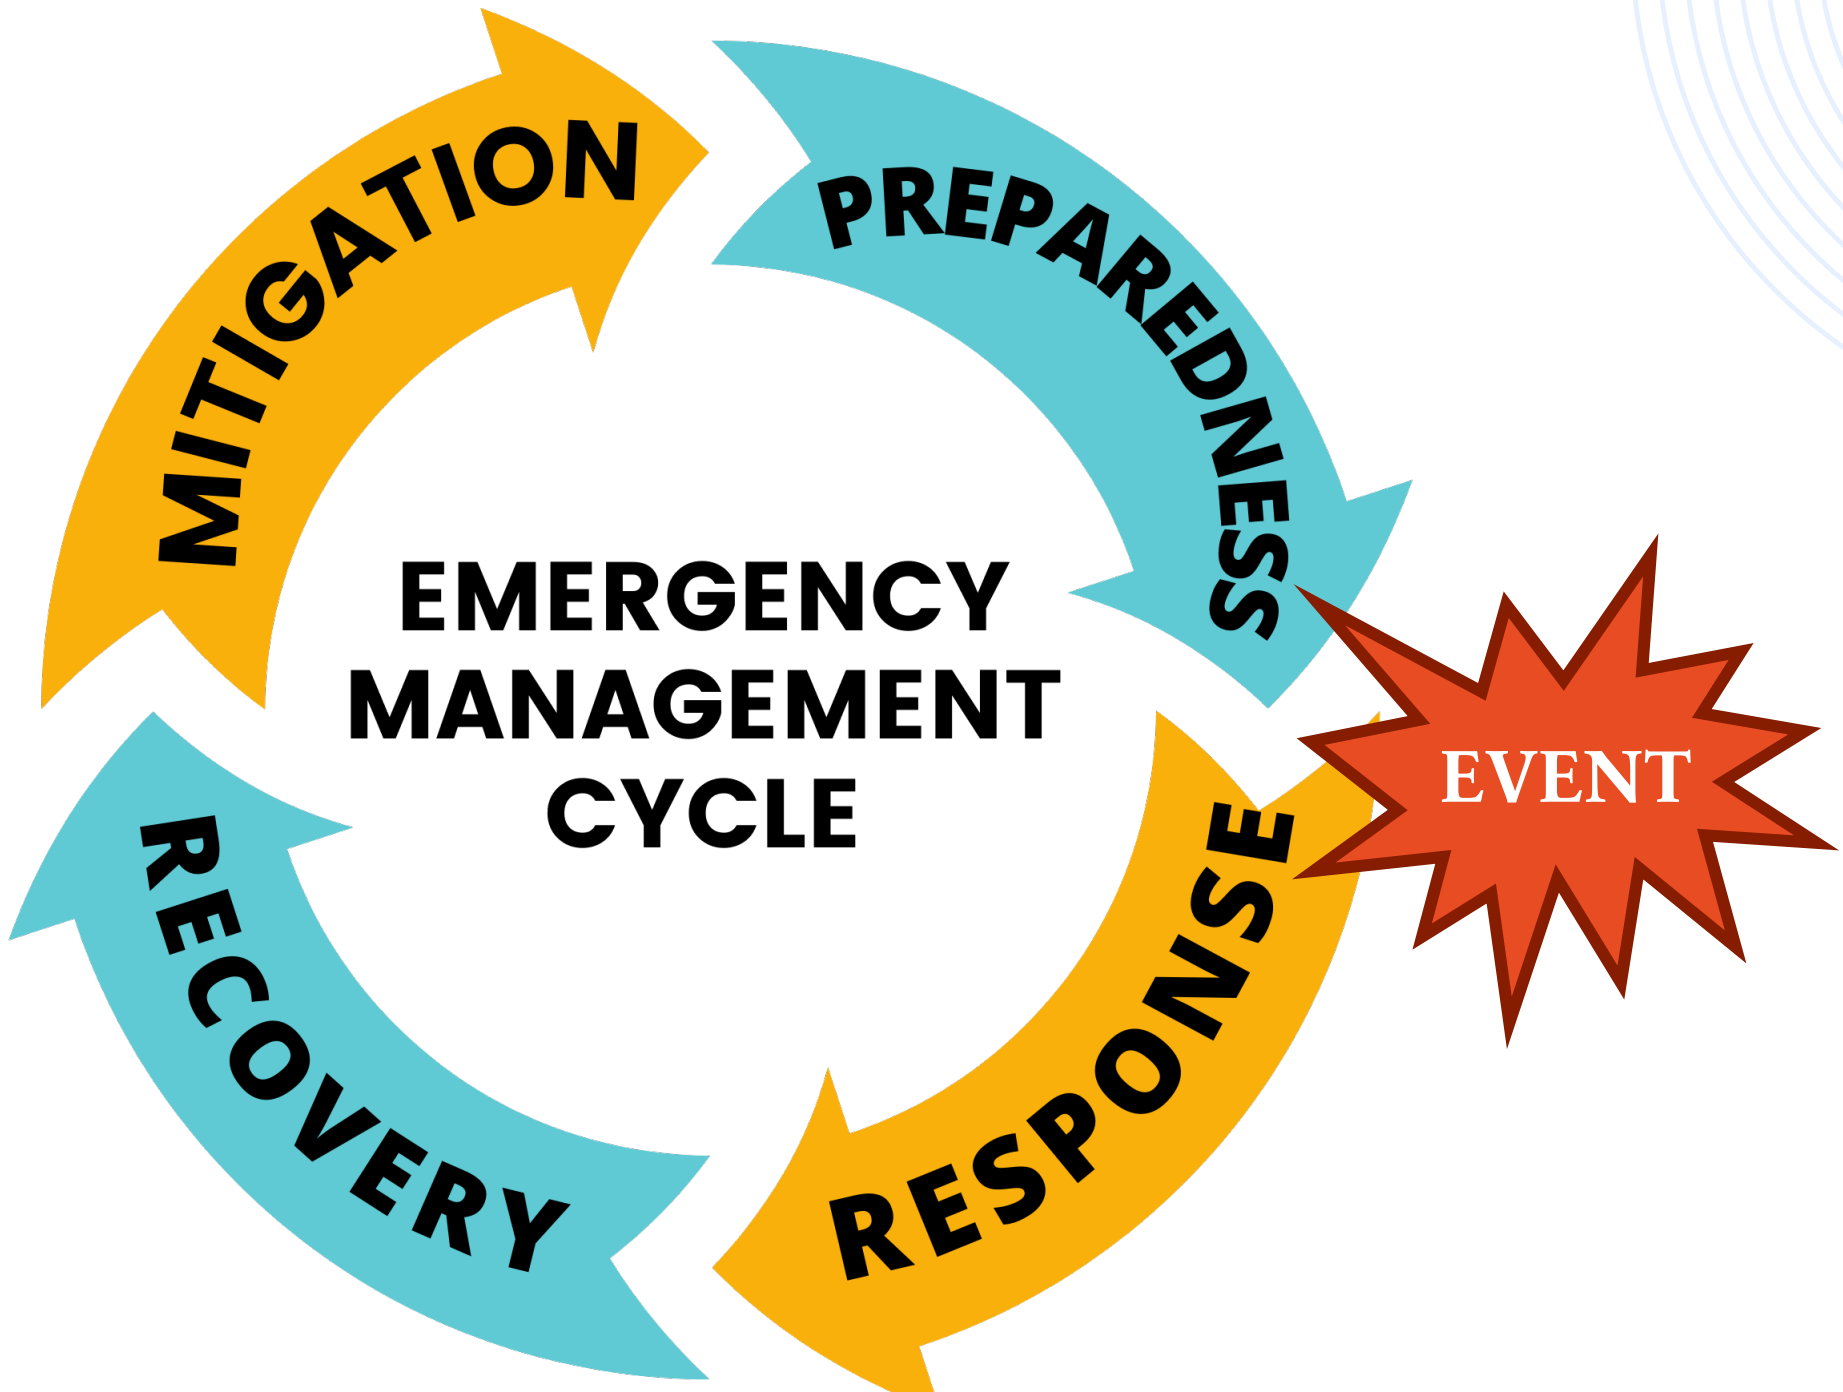 MITIGATION
PREPAREDNESS
EMERGENCY
MANAGEMENT
CYCLE
EVENT
RESPONSE
RECOVERY